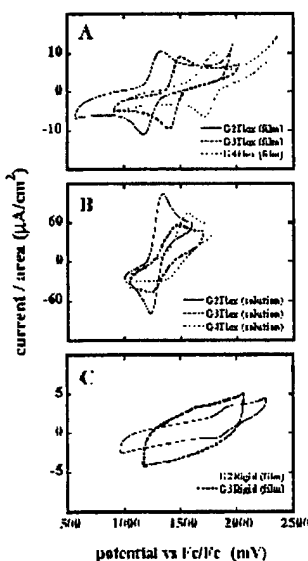 A
10
0
-10
G2Flex (film)
G3Flex (film)
G4Flex (film)
current / area (μA/cm²)
B
60
0
-60
G2Flex (solution)
G3Flex (solution)
G4Flex (solution)
C
5
0
-5
G2Rigid (film)
G3Rigid (film)
500 1000 1500 2000 2500
potential vs Fc/Fc (mV)